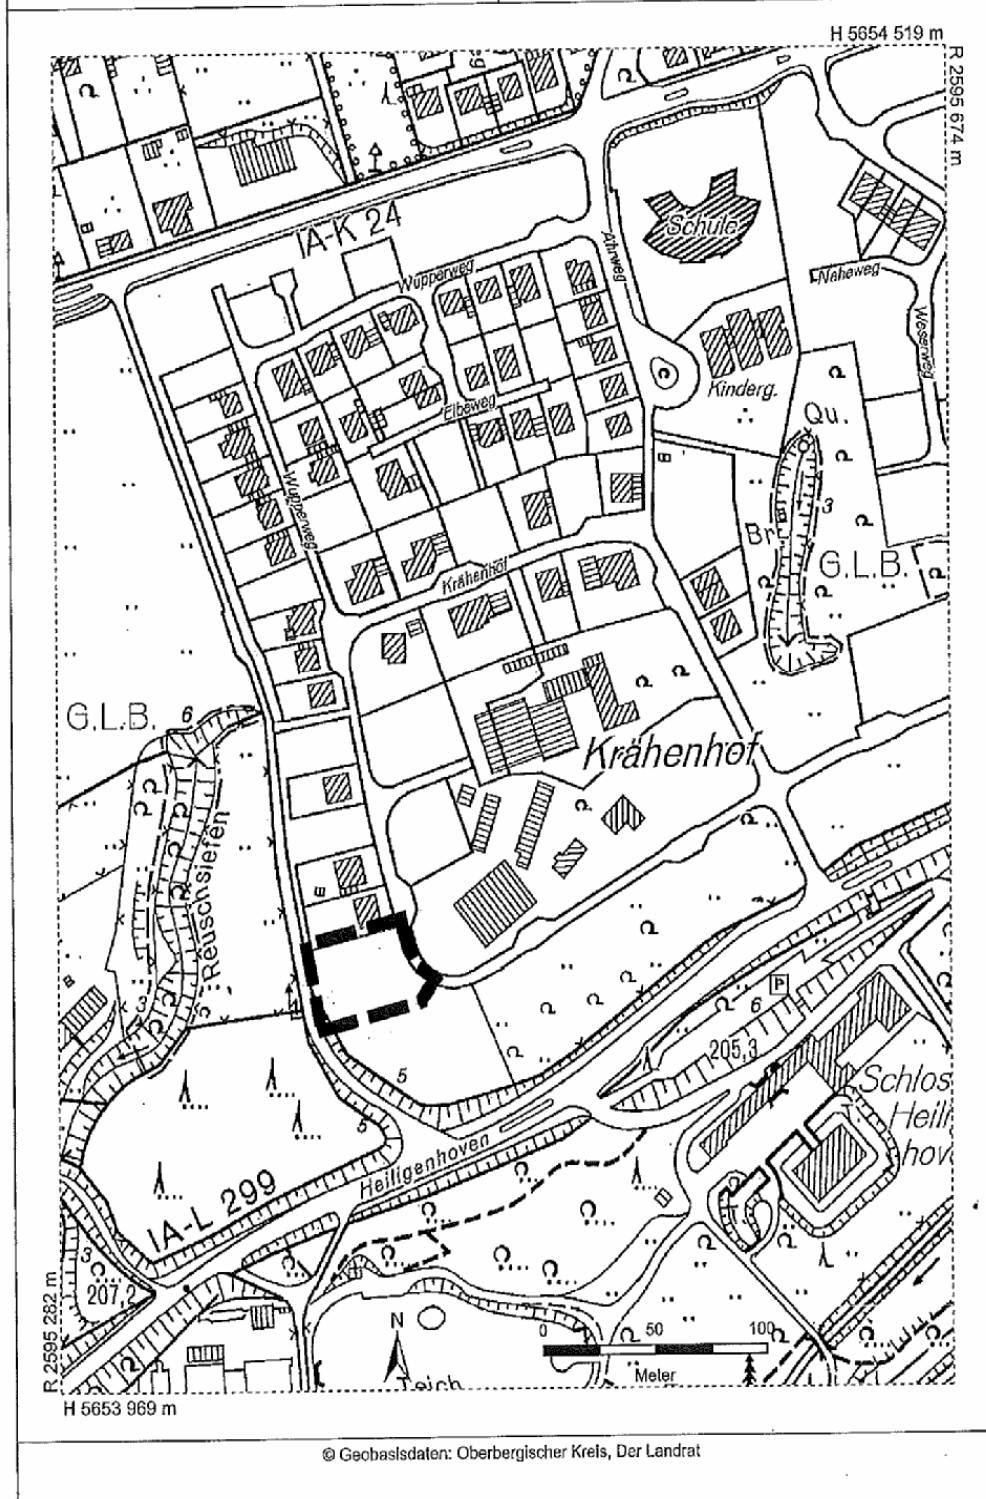 H 5654 519 m
R 2595 674 m
IA-K 24
Schule
Wupperweg
Ahrweg
Naheweg
Weserweg
Kinderg.
Elbeweg
Qu.
Wupperweg
3
Br.
G.L.B.
Krähenhof
G.L.B.
6
Krähenhof
Reuschsiefen
3
5
P
6
205,3
5
5
Schlos
Heili
hov
Heiligenhoven
IA-L 299
3
207,2
N
0 50 100
Meter
Teich
R 2595 282 m
H 5653 969 m
© Geobasisdaten: Oberbergischer Kreis, Der Landrat